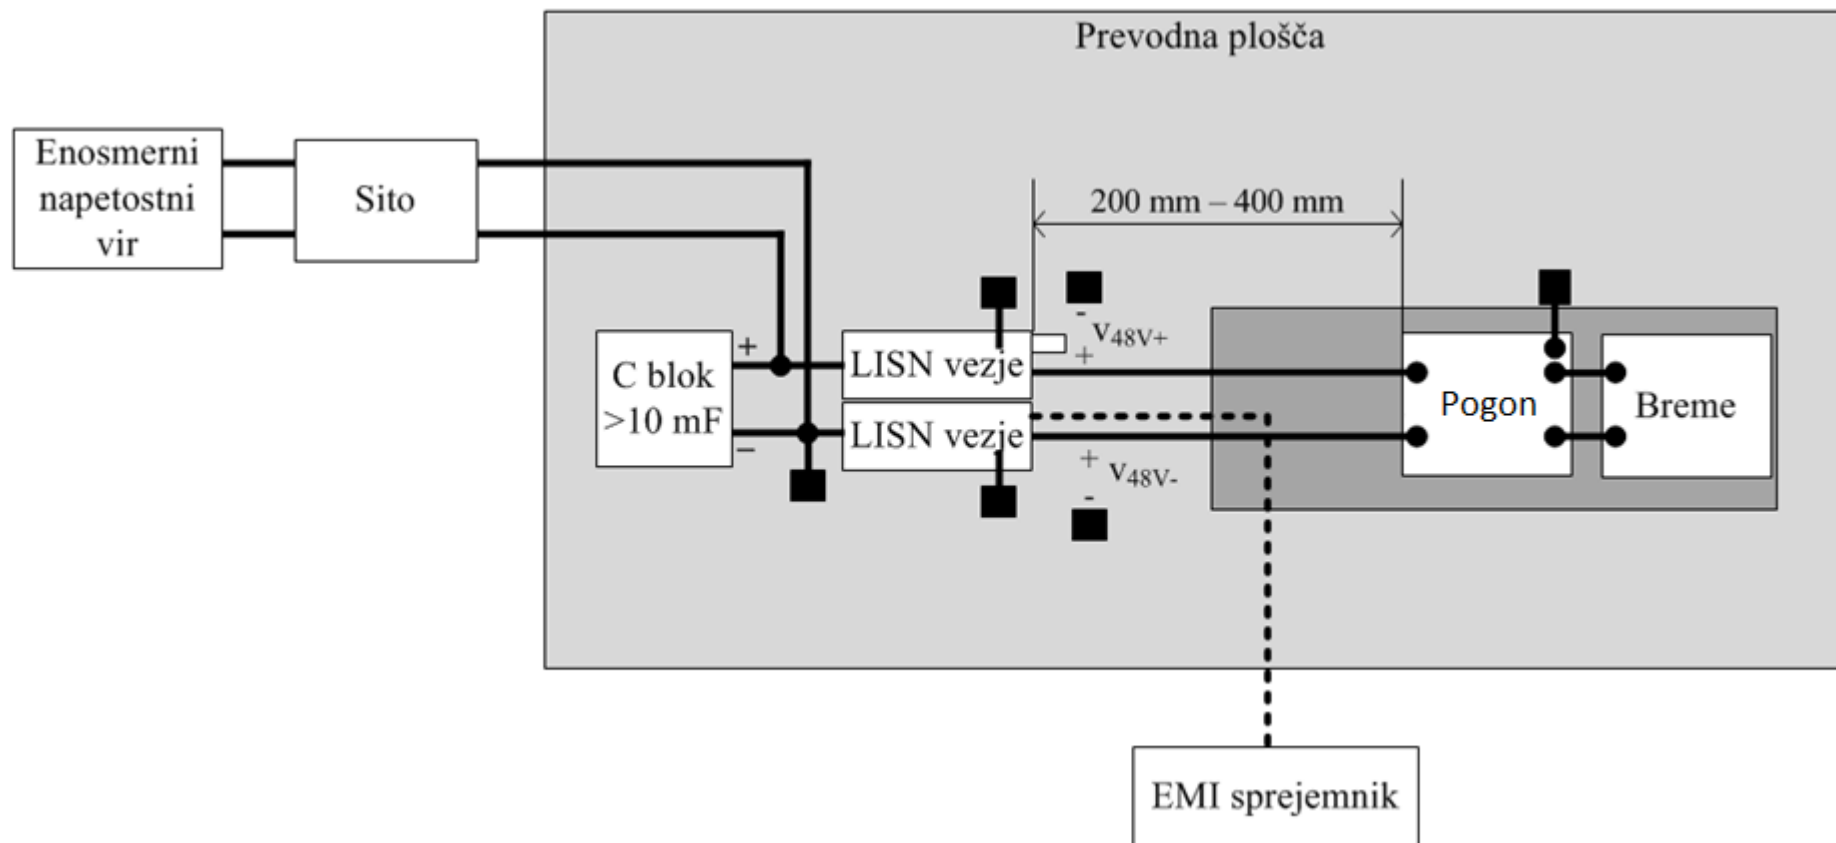 Prevodna plošča
Enosmerni
napetostni
vir
Sito
200 mm – 400 mm
C blok
>10 mF
+
–
LISN vezje
LISN vezje
-
v48V+
+
+
v48V-
-
Pogon
Breme
EMI sprejemnik